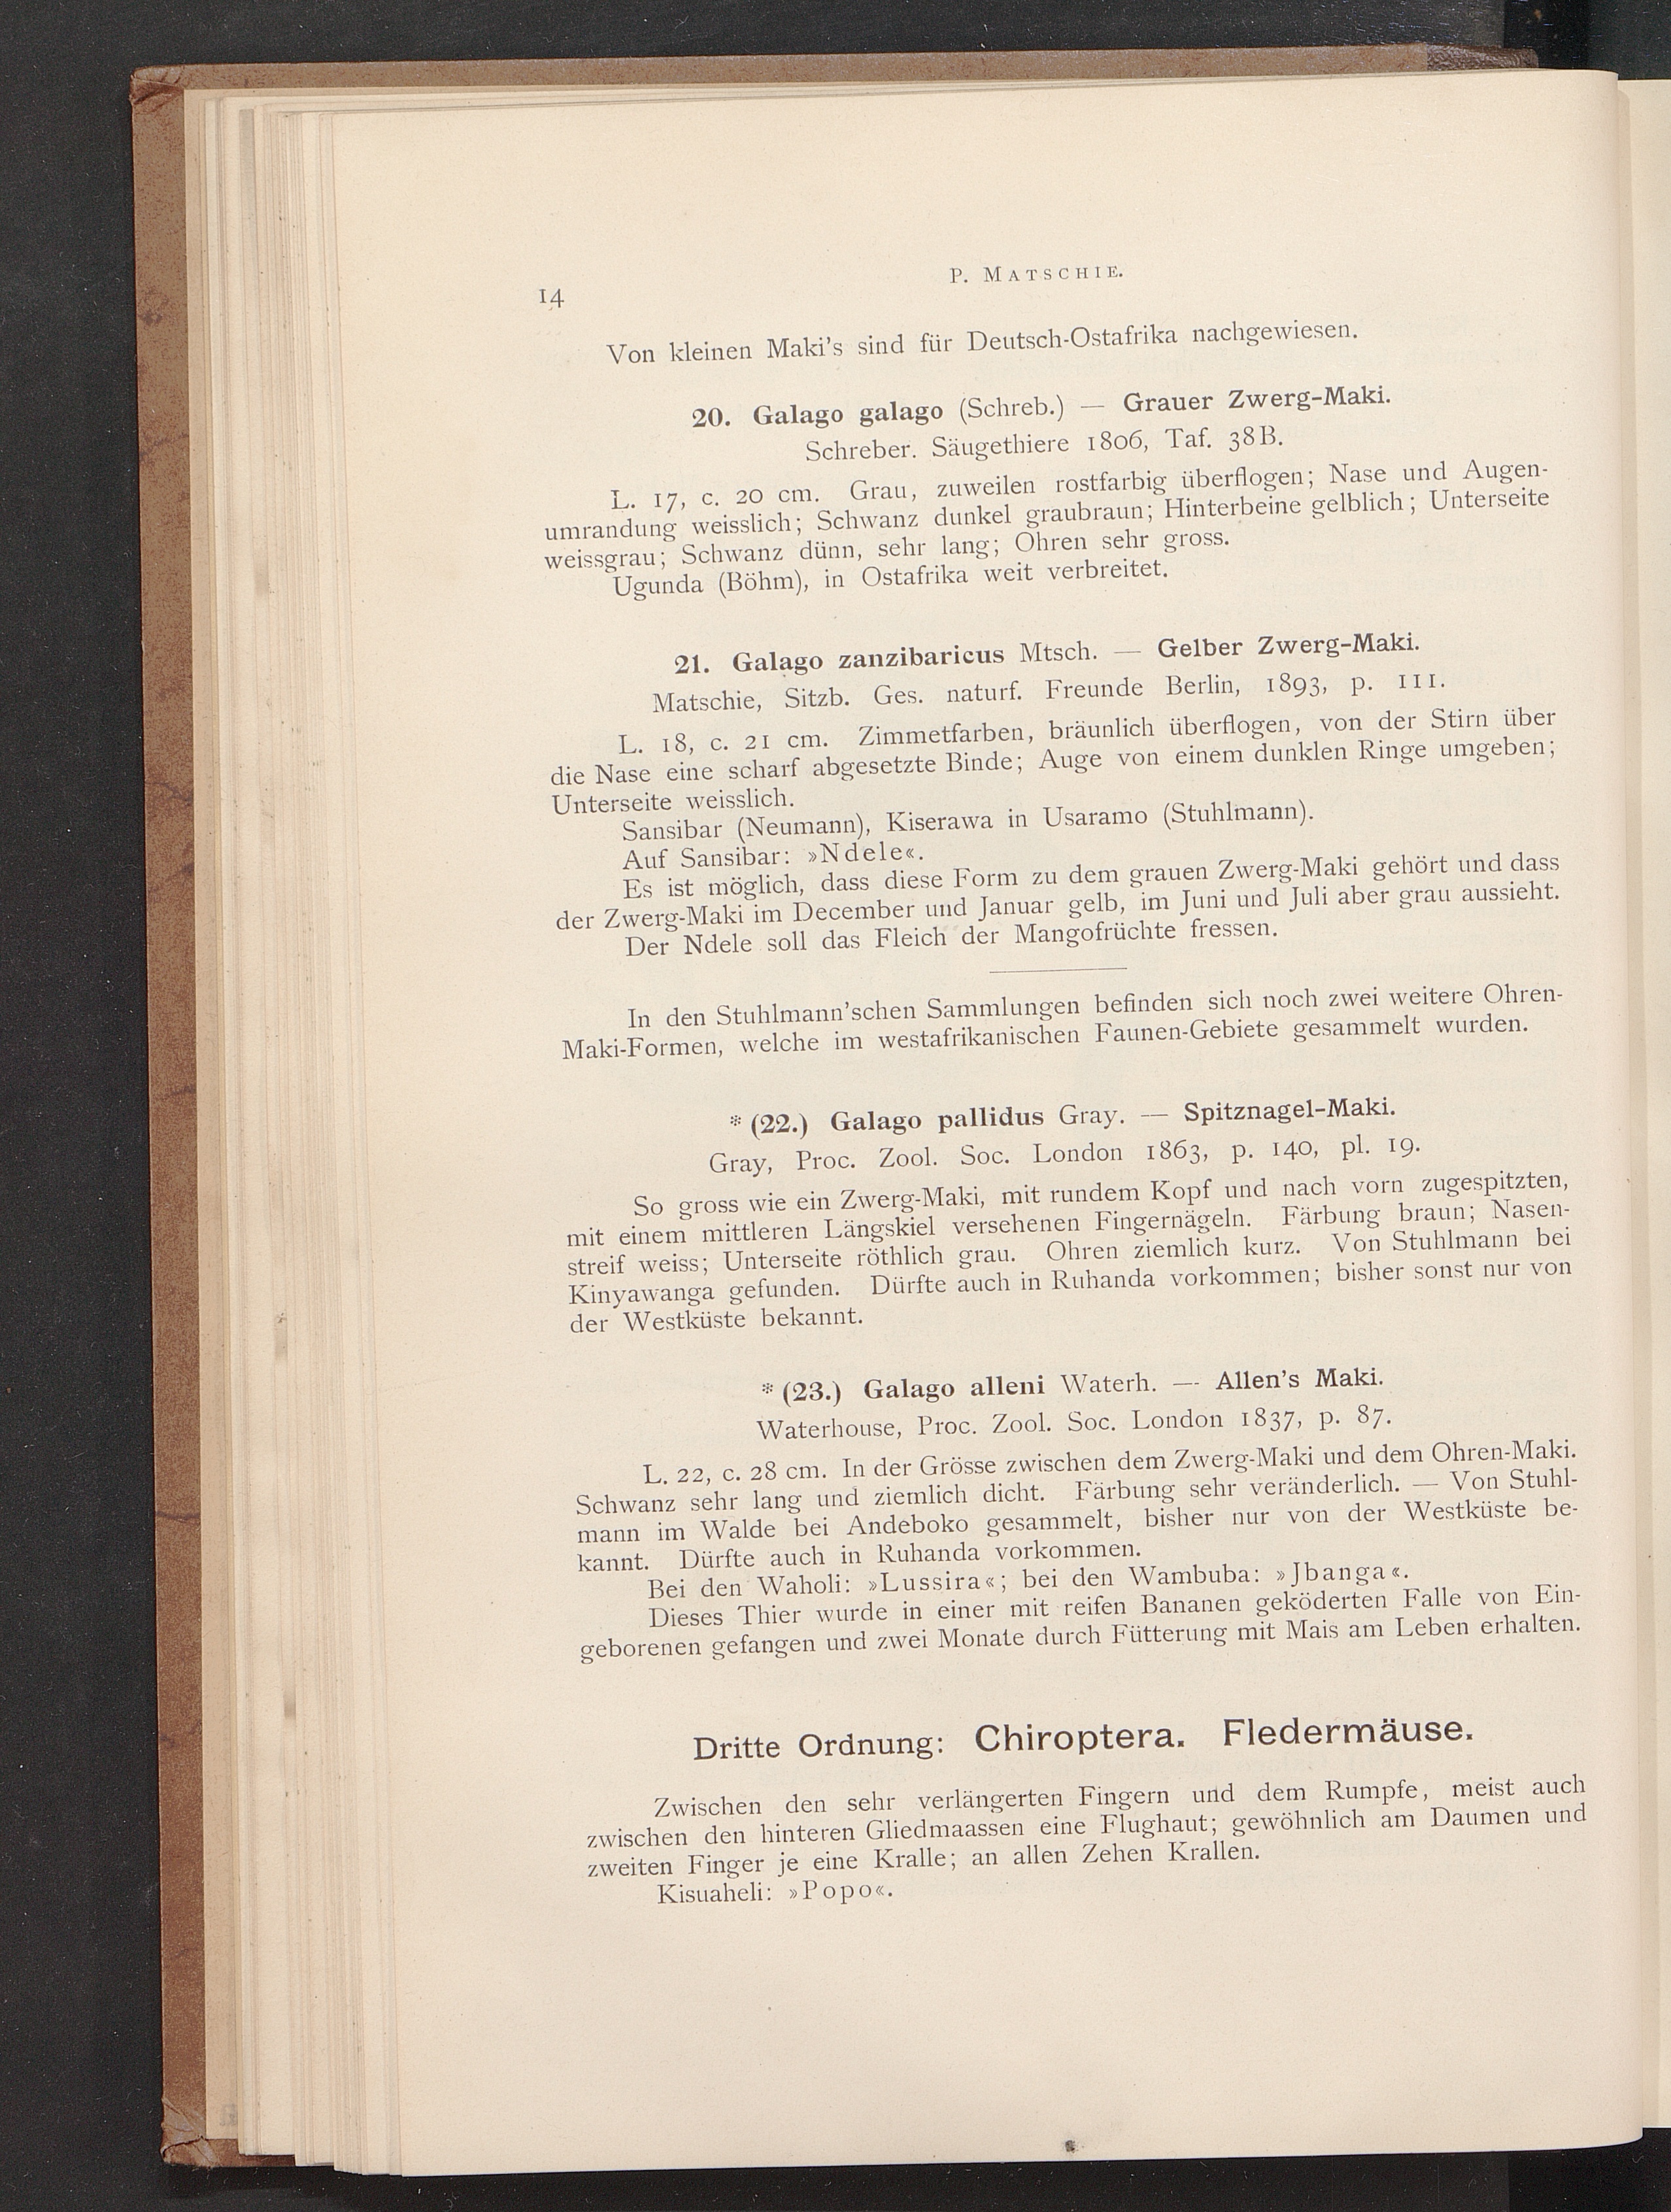 P. MATSCHIE.
14
Von kleinen Maki's sind für Deutsch-Ostafrika nachgewiesen.
20. Galago galago (Schreb.) — Grauer Zwerg-Maki.
Schreber. Säugethiere 1806, Taf. 38B.
L. 17, c. 20 cm. Grau, zuweilen rostfarbig überflogen; Nase und Augen-
umrandung weisslich; Schwanz dunkel graubraun; Hinterbeine gelblich; Unterseite
weissgrau; Schwanz dünn, sehr lang; Ohren sehr gross.
Ugunda (Böhm), in Ostafrika weit verbreitet.
21. Galago zanzibaricus Mtsch. — Gelber Zwerg-Maki.
Matschie, Sitzb. Ges. naturf. Freunde Berlin, 1893, p. 111.
L. 18, c. 21 cm. Zimmetfarben, bräunlich überflogen, von der Stirn über
die Nase eine scharf abgesetzte Binde; Auge von einem dunklen Ringe umgeben;
Unterseite weisslich.
Sansibar (Neumann), Kiserawa in Usaramo (Stuhlmann).
Auf Sansibar: »Ndele«.
Es ist möglich, dass diese Form zu dem grauen Zwerg-Maki gehört und dass
der Zwerg-Maki im December und Januar gelb, im Juni und Juli aber grau aussieht.
Der Ndele soll das Fleich der Mangofrüchte fressen.
In den Stuhlmann'schen Sammlungen befinden sich noch zwei weitere Ohren-
Maki-Formen, welche im westafrikanischen Faunen-Gebiete gesammelt wurden.
* (22.) Galago pallidus Gray. — Spitznagel-Maki.
Gray, Proc. Zool. Soc. London 1863, p. 140, pl. 19.
So gross wie ein Zwerg-Maki, mit rundem Kopf und nach vorn zugespitzten,
mit einem mittleren Längskiel versehenen Fingernägeln. Färbung braun; Nasen-
streif weiss; Unterseite röthlich grau. Ohren ziemlich kurz. Von Stuhlmann bei
Kinyawanga gefunden. Dürfte auch in Ruhanda vorkommen; bisher sonst nur von
der Westküste bekannt.
* (23.) Galago alleni Waterh. — Allen's Maki.
Waterhouse, Proc. Zool. Soc. London 1837, p. 87.
L. 22, c. 28 cm. In der Grösse zwischen dem Zwerg-Maki und dem Ohren-Maki.
Schwanz sehr lang und ziemlich dicht. Färbung sehr veränderlich. — Von Stuhl-
mann im Walde bei Andeboko gesammelt, bisher nur von der Westküste be-
kannt. Dürfte auch in Ruhanda vorkommen.
Bei den Waholi: »Lussira«; bei den Wambuba: »Jbanga«.
Dieses Thier wurde in einer mit reifen Bananen geköderten Falle von Ein-
geborenen gefangen und zwei Monate durch Fütterung mit Mais am Leben erhalten.
Dritte Ordnung: Chiroptera. Fledermäuse.
Zwischen den sehr verlängerten Fingern und dem Rumpfe, meist auch
zwischen den hinteren Gliedmaassen eine Flughaut; gewöhnlich am Daumen und
zweiten Finger je eine Kralle; an allen Zehen Krallen.
Kisuaheli: »Popo«.